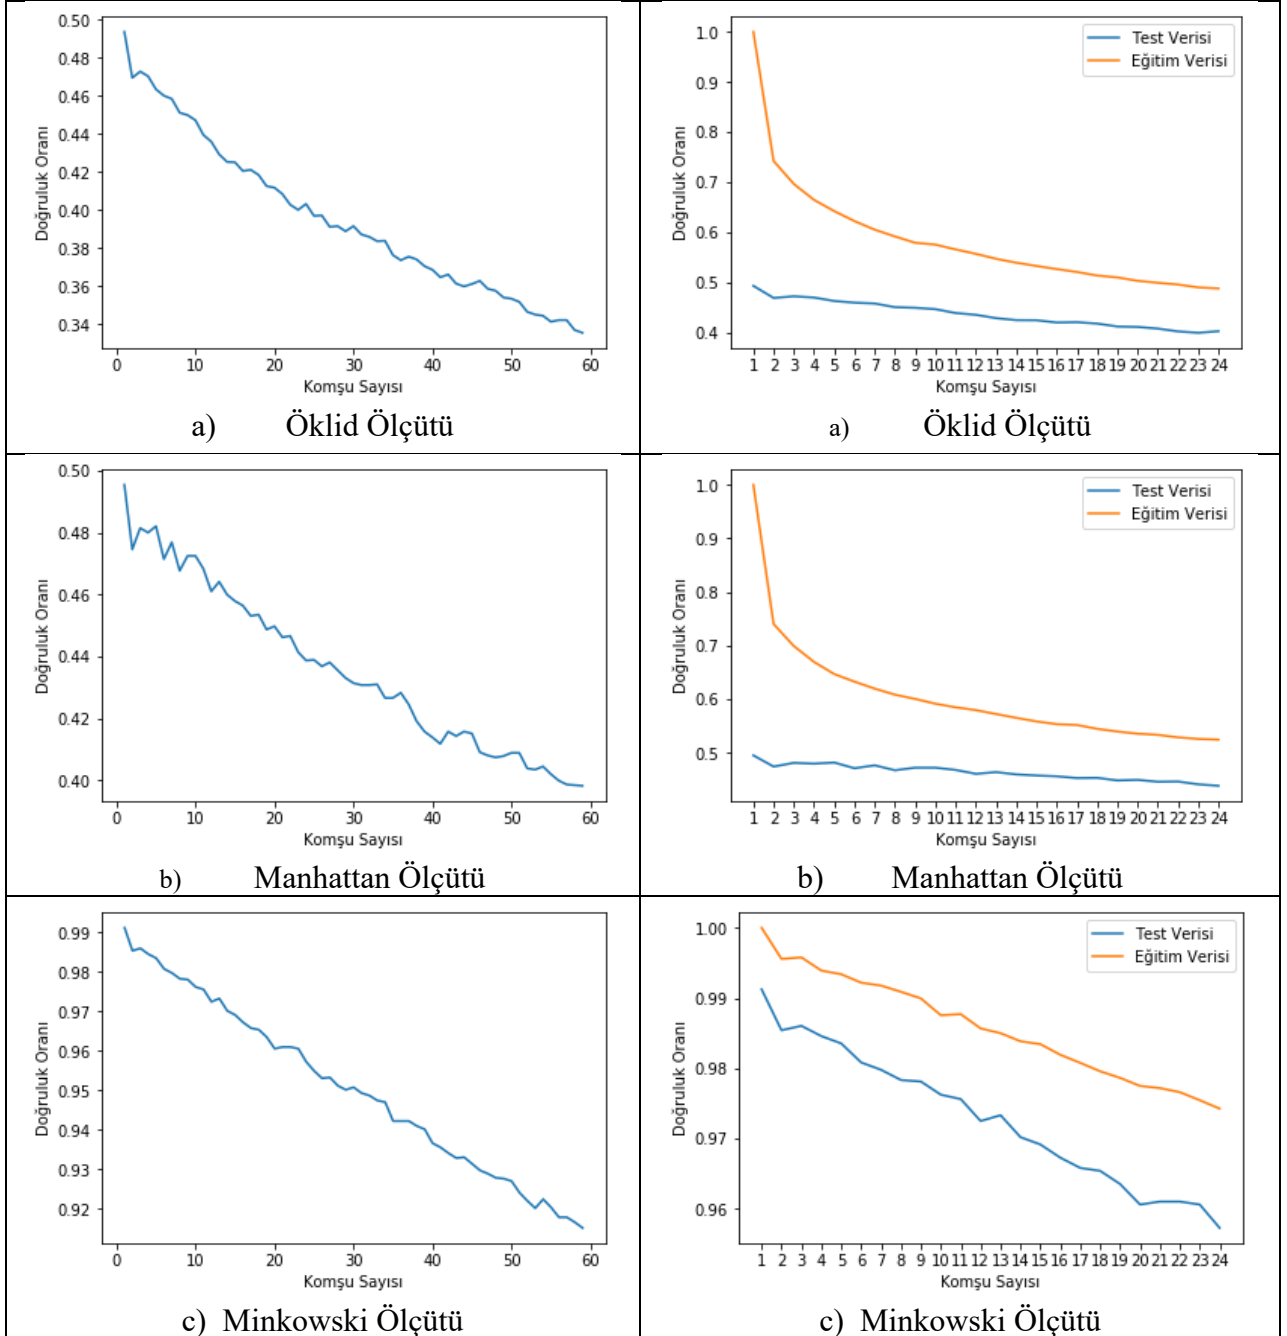 0.50
0.48
0.46
0.44
0.42
0.40
0.38
0.36
0.34
Doğruluk Oranı
0 10 20 30 40 50 60
Komşu Sayısı
a) Öklid Ölçütü
1.0
0.9
0.8
0.7
0.6
0.5
0.4
Doğruluk Oranı
Test Verisi
Eğitim Verisi
1 2 3 4 5 6 7 8 9 10 11 12 13 14 15 16 17 18 19 20 21 22 23 24
Komşu Sayısı
a) Öklid Ölçütü
0.50
0.48
0.46
0.44
0.42
0.40
Doğruluk Oranı
0 10 20 30 40 50 60
Komşu Sayısı
b) Manhattan Ölçütü
1.0
0.9
0.8
0.7
0.6
0.5
Doğruluk Oranı
Test Verisi
Eğitim Verisi
1 2 3 4 5 6 7 8 9 10 11 12 13 14 15 16 17 18 19 20 21 22 23 24
Komşu Sayısı
b) Manhattan Ölçütü
0.99
0.98
0.97
0.96
0.95
0.94
0.93
0.92
Doğruluk Oranı
0 10 20 30 40 50 60
Komşu Sayısı
c) Minkowski Ölçütü
1.00
0.99
0.98
0.97
0.96
Doğruluk Oranı
Test Verisi
Eğitim Verisi
1 2 3 4 5 6 7 8 9 10 11 12 13 14 15 16 17 18 19 20 21 22 23 24
Komşu Sayısı
c) Minkowski Ölçütü